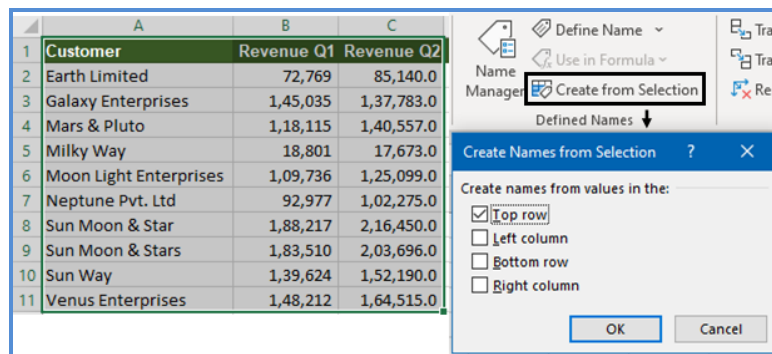 A B C
1 Customer Revenue Q1 Revenue Q2
2 Earth Limited 72,769 85,140.0
3 Galaxy Enterprises 1,45,035 1,37,783.0
4 Mars & Pluto 1,18,115 1,40,557.0
5 Milky Way 18,801 17,673.0
6 Moon Light Enterprises 1,09,736 1,25,099.0
7 Neptune Pvt. Ltd 92,977 1,02,275.0
8 Sun Moon & Star 1,88,217 2,16,450.0
9 Sun Moon & Stars 1,83,510 2,03,696.0
10 Sun Way 1,39,624 1,52,190.0
11 Venus Enterprises 1,48,212 1,64,515.0
Name
Manager
Define Name
Use in Formula
Create from Selection
Defined Names
Tra
Tra
Re
Create Names from Selection ? ×
Create names from values in the:
Top row
Left column
Bottom row
Right column
OK Cancel